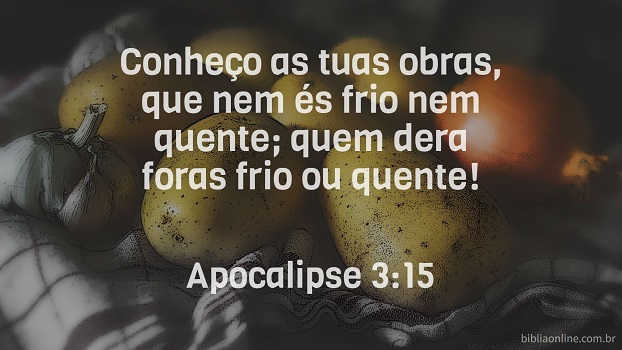 Conheço as tuas obras,
que nem és frio nem
quente; quem dera
foras frio ou quente!
Apocalipse 3:15
bibliaonline.com.br